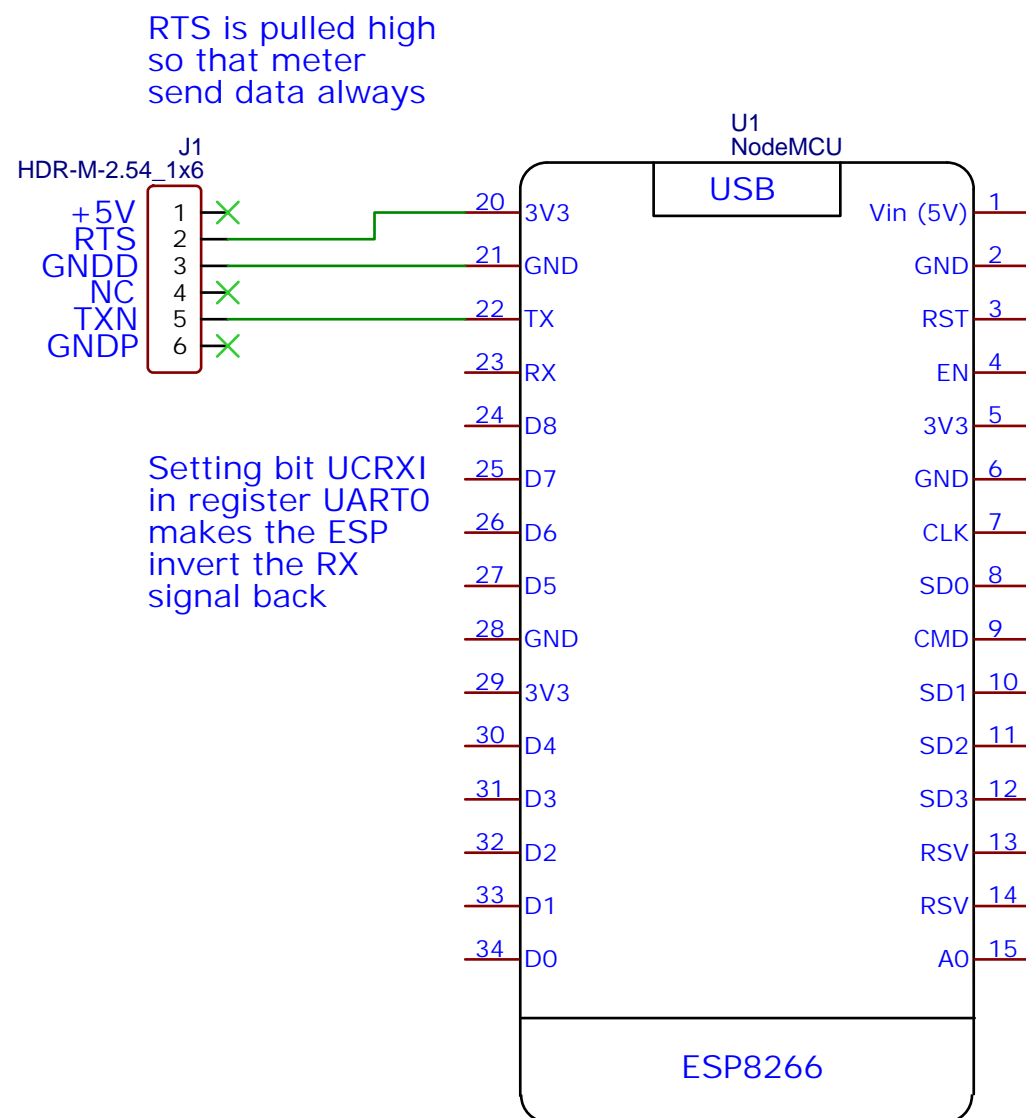 RTS is pulled high
so that meter
send data always
J1
HDR-M-2.54_1x6
+5V 1
RTS 2
GNDD 3
NC 4
TXN 5
GNDP 6
Setting bit UCRXI
in register UART0
makes the ESP
invert the RX
signal back
U1
NodeMCU
USB
20 3V3 Vin (5V) 1
21 GND GND 2
22 TX RST 3
23 RX EN 4
24 D8 3V3 5
25 D7 GND 6
26 D6 CLK 7
27 D5 SD0 8
28 GND CMD 9
29 3V3 SD1 10
30 D4 SD2 11
31 D3 SD3 12
32 D2 RSV 13
33 D1 RSV 14
34 D0 A0 15
ESP8266